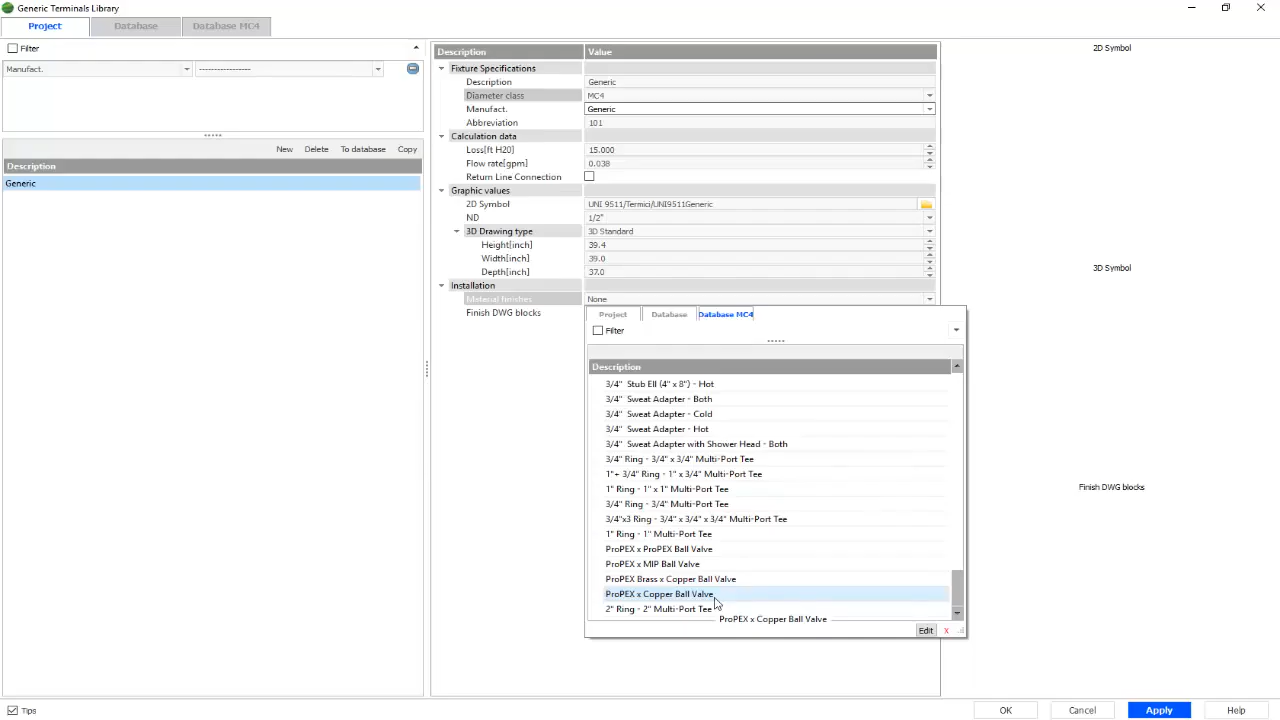 Generic Terminals Library
Project
Database
Database MC4
Filter
Manufact.
-----------------
New
Delete
To database
Copy
Description
Generic
Description
Value
Fixture Specifications
Description
Generic
Diameter class
MC4
Manufact.
Generic
Abbreviation
101
Calculation data
Loss[ft H20]
15.000
Flow rate[gpm]
0.038
Return Line Connection
Graphic values
2D Symbol
UNI 9511/Termici/UNI9511Generic
ND
1/2"
3D Drawing type
3D Standard
Height[inch]
39.4
Width[inch]
39.0
Depth[inch]
37.0
Installation
Material finishes
None
Finish DWG blocks
Project
Database
Database MC4
Filter
Description
3/4" Stub Ell (4" x 8") - Hot
3/4" Sweat Adapter - Both
3/4" Sweat Adapter - Cold
3/4" Sweat Adapter - Hot
3/4" Sweat Adapter with Shower Head - Both
3/4" Ring - 3/4" x 3/4" Multi-Port Tee
1"+ 3/4" Ring - 1" x 3/4" Multi-Port Tee
1" Ring - 1" x 1" Multi-Port Tee
3/4" Ring - 3/4" Multi-Port Tee
3/4"x3 Ring - 3/4" x 3/4" x 3/4" Multi-Port Tee
1" Ring - 1" Multi-Port Tee
ProPEX x ProPEX Ball Valve
ProPEX x MIP Ball Valve
ProPEX Brass x Copper Ball Valve
ProPEX x Copper Ball Valve
2" Ring - 2" Multi-Port Tee
ProPEX x Copper Ball Valve
Edit
x
2D Symbol
3D Symbol
Finish DWG blocks
Tips
OK
Cancel
Apply
Help